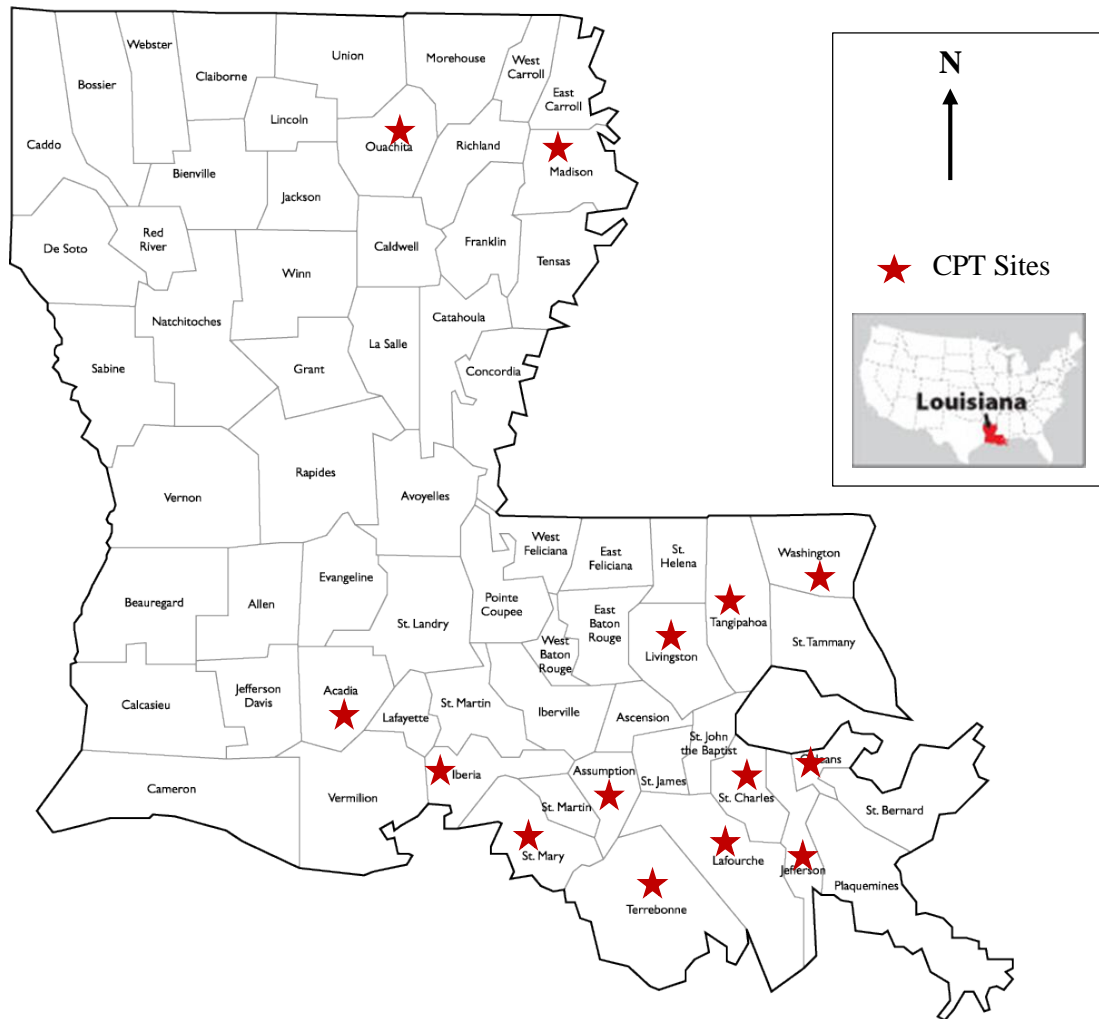 Webster
Union
Morehouse
West
Carroll
Claiborne
Bossier
East
Carroll
Lincoln
Caddo
Ouachita
Richland
Madison
Bienville
Jackson
Red
River
De Soto
Caldwell
Franklin
Tensas
Winn
Natchitoches
Catahoula
La Salle
Sabine
Grant
Concordia
Rapides
Vernon
Avoyelles
West
Feliciana
East
Feliciana
St.
Helena
Washington
Evangeline
Beauregard
Allen
Pointe
Coupee
East
Baton
Rouge
Tangipahoa
St. Landry
West
Baton
Rouge
Livingston
St. Tammany
Acadia
Jefferson
Davis
Calcasieu
St. Martin
Lafayette
Iberville
Ascension
St. John
the Baptist
Orleans
Iberia
Assumption
St. James
Cameron
Vermilion
St. Martin
St. Charles
St. Bernard
St. Mary
Lafourche
Jefferson
Plaquemines
Terrebonne
N
CPT Sites
Louisiana